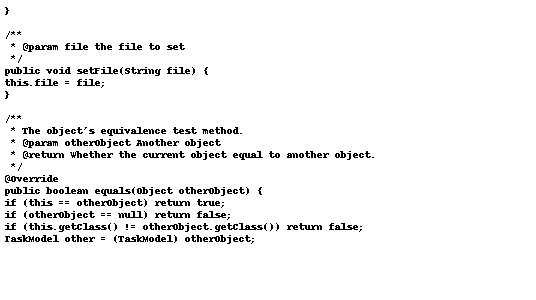 }

/**
 * @param file the file to set
 */
public void setFile(String file) {
this.file = file;
}

/**
 * The object's equivalence test method.
 * @param otherObject Another object
 * @return Whether the current object equal to another object.
 */
@Override
public boolean equals(Object otherObject) {
if (this == otherObject) return true;
if (otherObject == null) return false;
if (this.getClass() != otherObject.getClass()) return false;
TaskModel other = (TaskModel) otherObject;